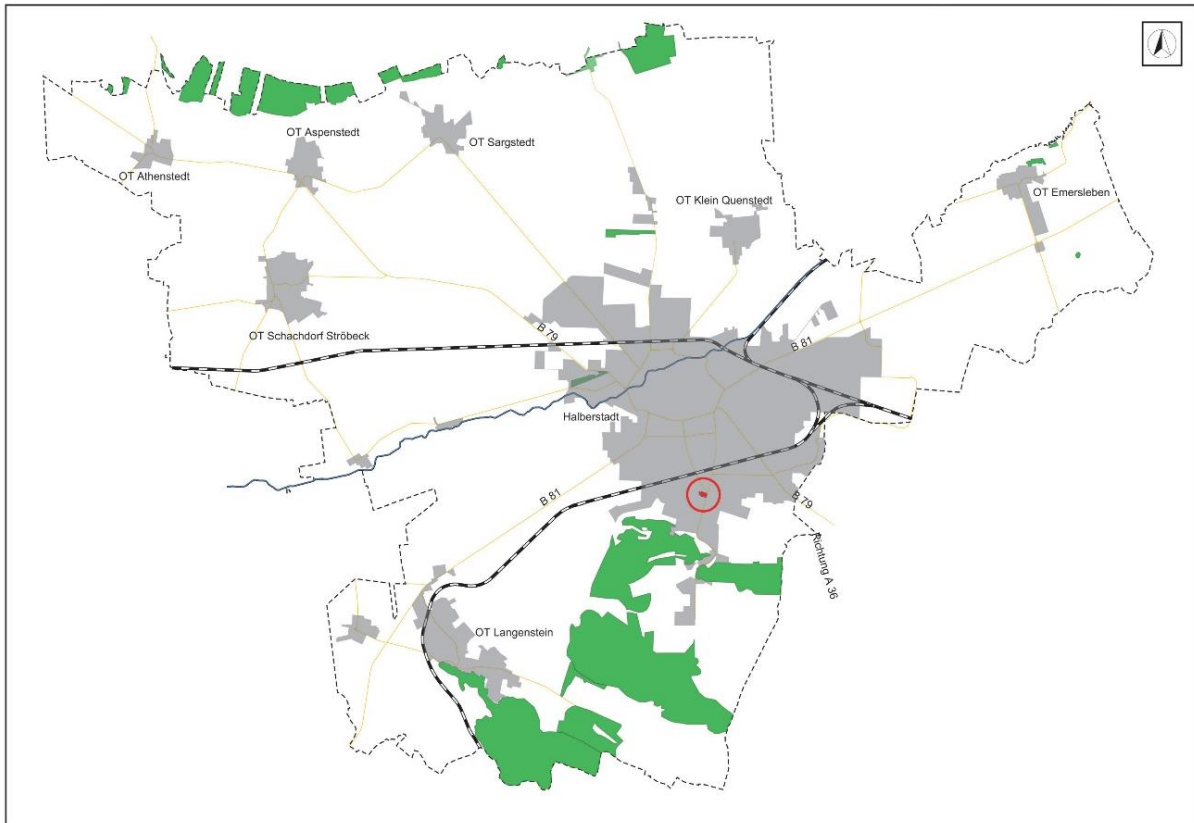 OT Aspenstedt
OT Sargstedt
OT Athenstedt
OT Klein Quenstedt
OT Emersleben
OT Schachdorf Ströbeck
B 79
B 81
Halberstadt
B 81
B 79
Richtung A 36
OT Langenstein